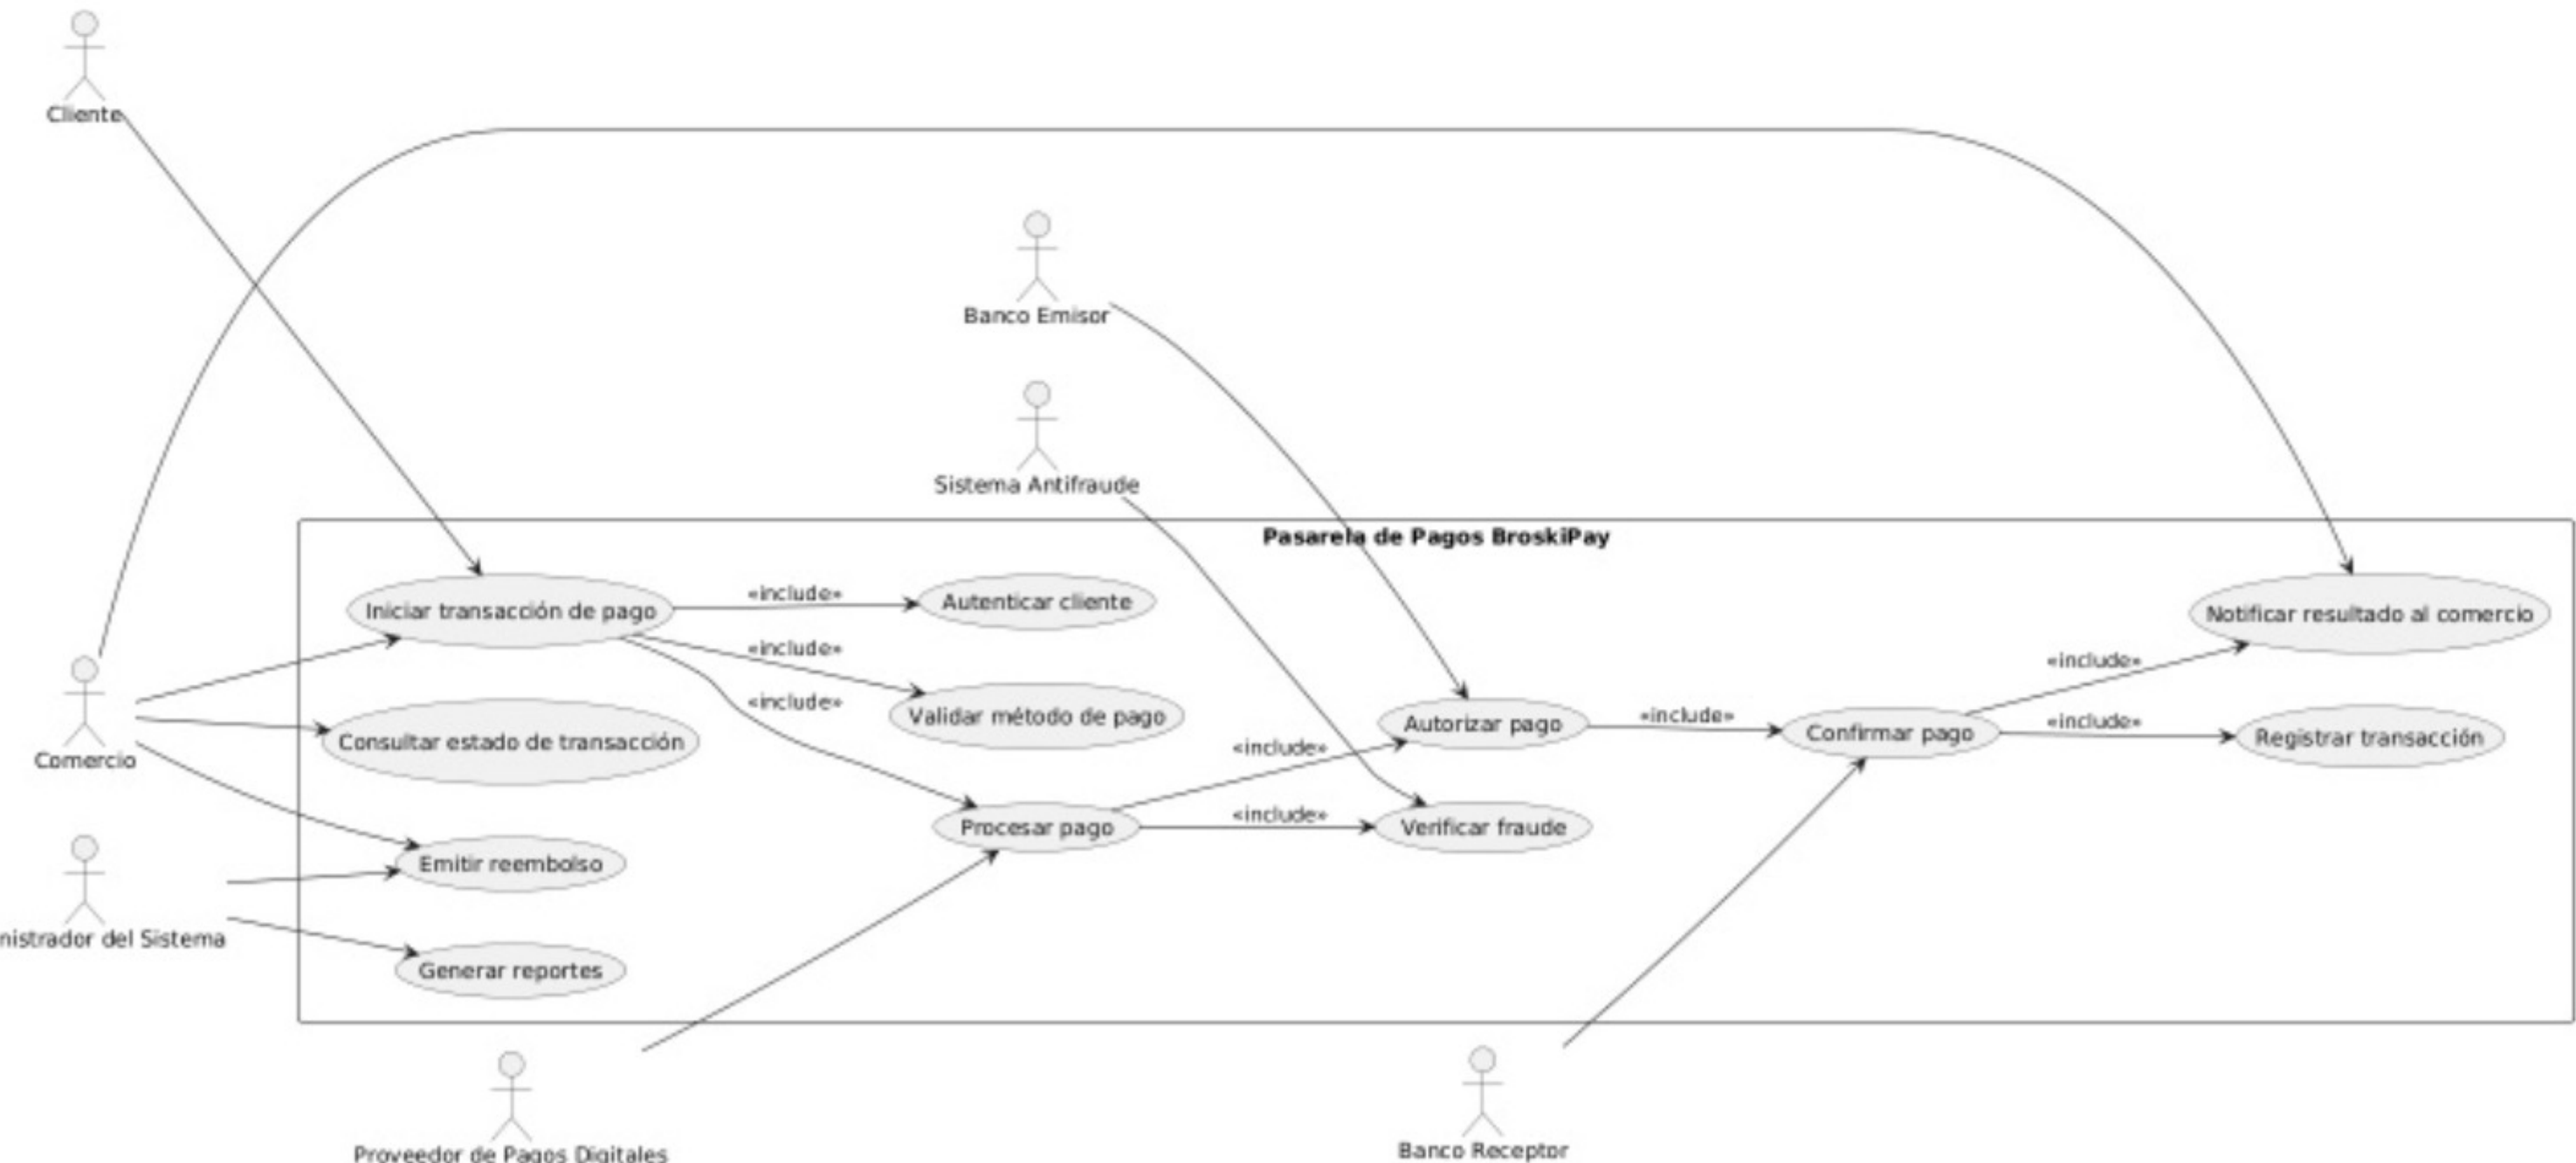 Cliente
Banco Emisor
Sistema Antifraude
Pasarela de Pagos BroskiPay
Iniciar transacción de pago
«include»
Autenticar cliente
«include»
Validar método de pago
«include»
Notificar resultado al comercio
«include»
Comercio
Consultar estado de transacción
«include»
Autorizar pago
«include»
Confirmar pago
«include»
Registrar transacción
Procesar pago
«include»
Verificar fraude
Emitir reembolso
nistrador del Sistema
Generar reportes
Proveedor de Pagos Digitales
Banco Receptor